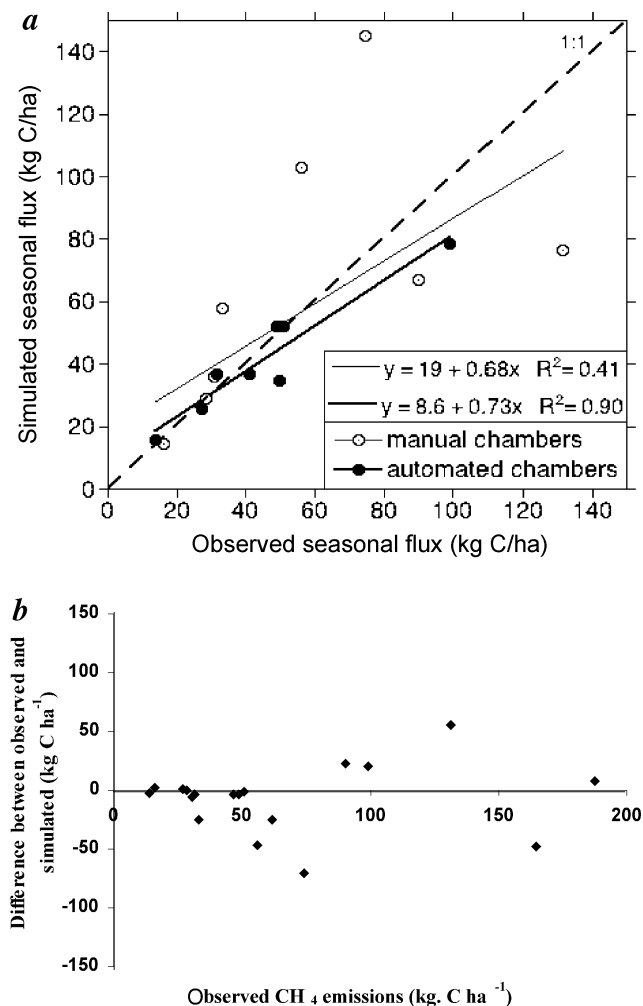 a
Simulated seasonal flux (kg C/ha)
140
120
100
80
60
40
20
0
1:1
y = 19 + 0.68x R²= 0.41
y = 8.6 + 0.73x R²= 0.90
manual chambers
automated chambers
0 20 40 60 80 100 120 140
Observed seasonal flux (kg C/ha)
b
Difference between observed and
simulated (kg C ha⁻¹)
150
100
50
0
-50
-100
-150
0 50 100 150 200
Observed CH ₄ emissions (kg. C ha ⁻¹)